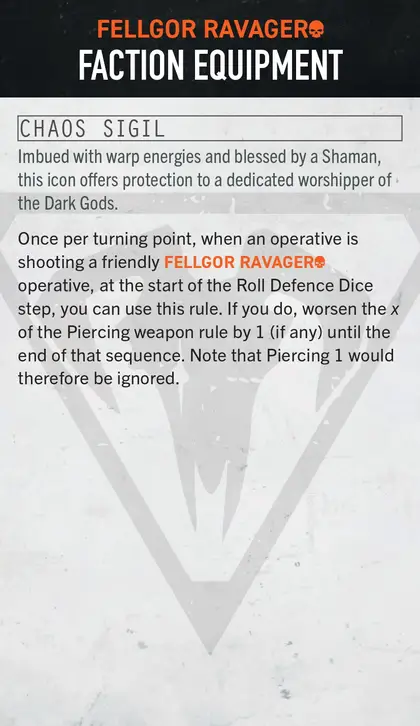 FELLGOR RAVAGER
FACTION EQUIPMENT
CHAOS SIGIL
Imbued with warp energies and blessed by a Shaman,
this icon offers protection to a dedicated worshipper of
the Dark Gods.
Once per turning point, when an operative is
shooting a friendly FELLGOR RAVAGER
operative, at the start of the Roll Defence Dice
step, you can use this rule. If you do, worsen the x
of the Piercing weapon rule by 1 (if any) until the
end of that sequence. Note that Piercing 1 would
therefore be ignored.